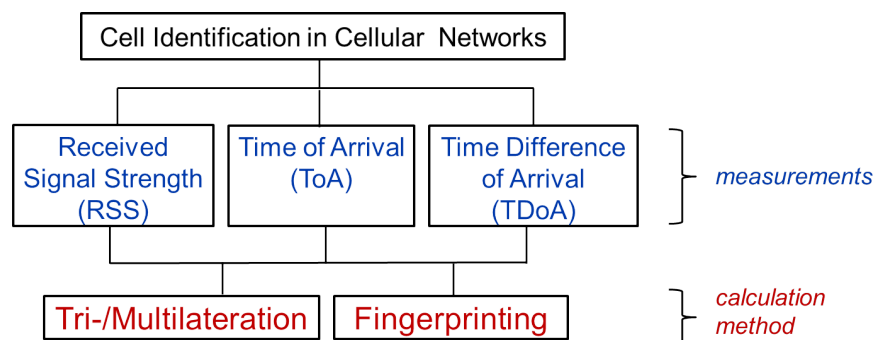 Cell Identification in Cellular Networks
Received
Signal Strength
(RSS)
Time of Arrival
(ToA)
Time Difference
of Arrival
(TDoA)
measurements
Tri-/Multilateration
Fingerprinting
calculation
method